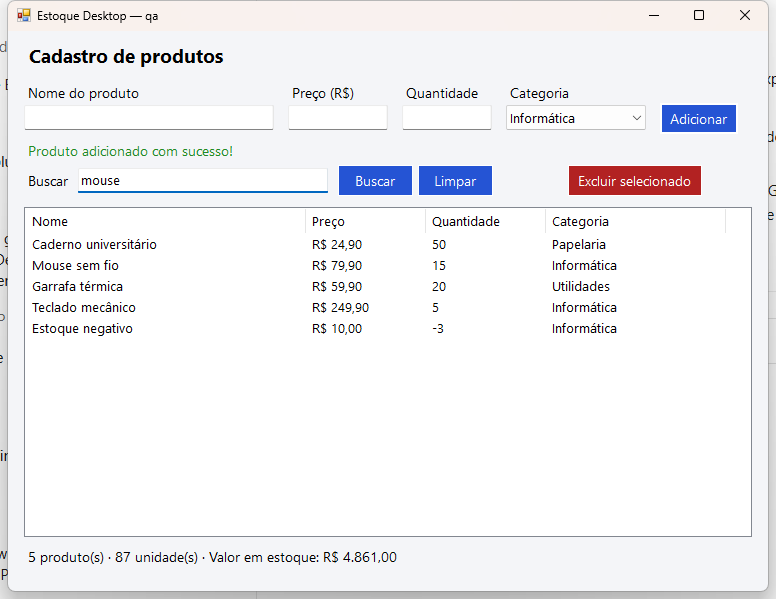 Estoque Desktop — qa
Cadastro de produtos
Nome do produto Preço (R$) Quantidade Categoria
Informática Adicionar
Produto adicionado com sucesso!
Buscar mouse Buscar Limpar Excluir selecionado
Nome Preço Quantidade Categoria
Caderno universitário R$ 24,90 50 Papelaria
Mouse sem fio R$ 79,90 15 Informática
Garrafa térmica R$ 59,90 20 Utilidades
Teclado mecânico R$ 249,90 5 Informática
Estoque negativo R$ 10,00 -3 Informática
5 produto(s) · 87 unidade(s) · Valor em estoque: R$ 4.861,00